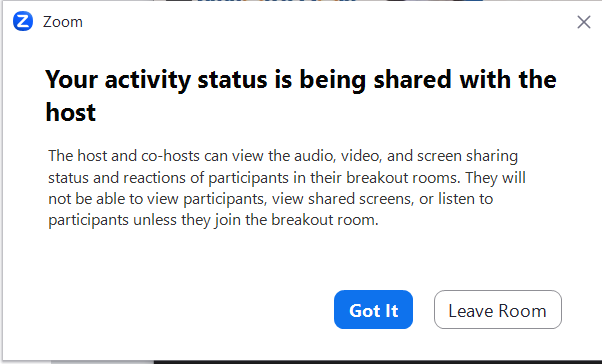 Zoom
Your activity status is being shared with the
host
The host and co-hosts can view the audio, video, and screen sharing
status and reactions of participants in their breakout rooms. They will
not be able to view participants, view shared screens, or listen to
participants unless they join the breakout room.
Got It
Leave Room